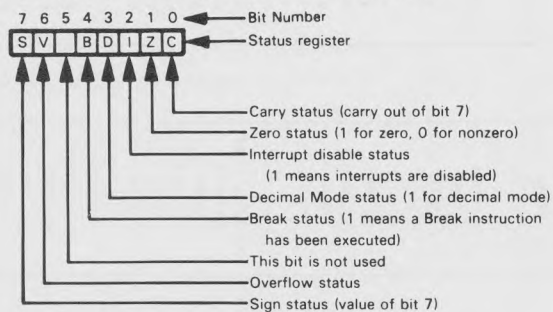 7 6 5 4 3 2 1 0 Bit Number
S V B D I Z C Status register
Carry status (carry out of bit 7)
Zero status (1 for zero, 0 for nonzero)
Interrupt disable status
(1 means interrupts are disabled)
Decimal Mode status (1 for decimal mode)
Break status (1 means a Break instruction
has been executed)
This bit is not used
Overflow status
Sign status (value of bit 7)